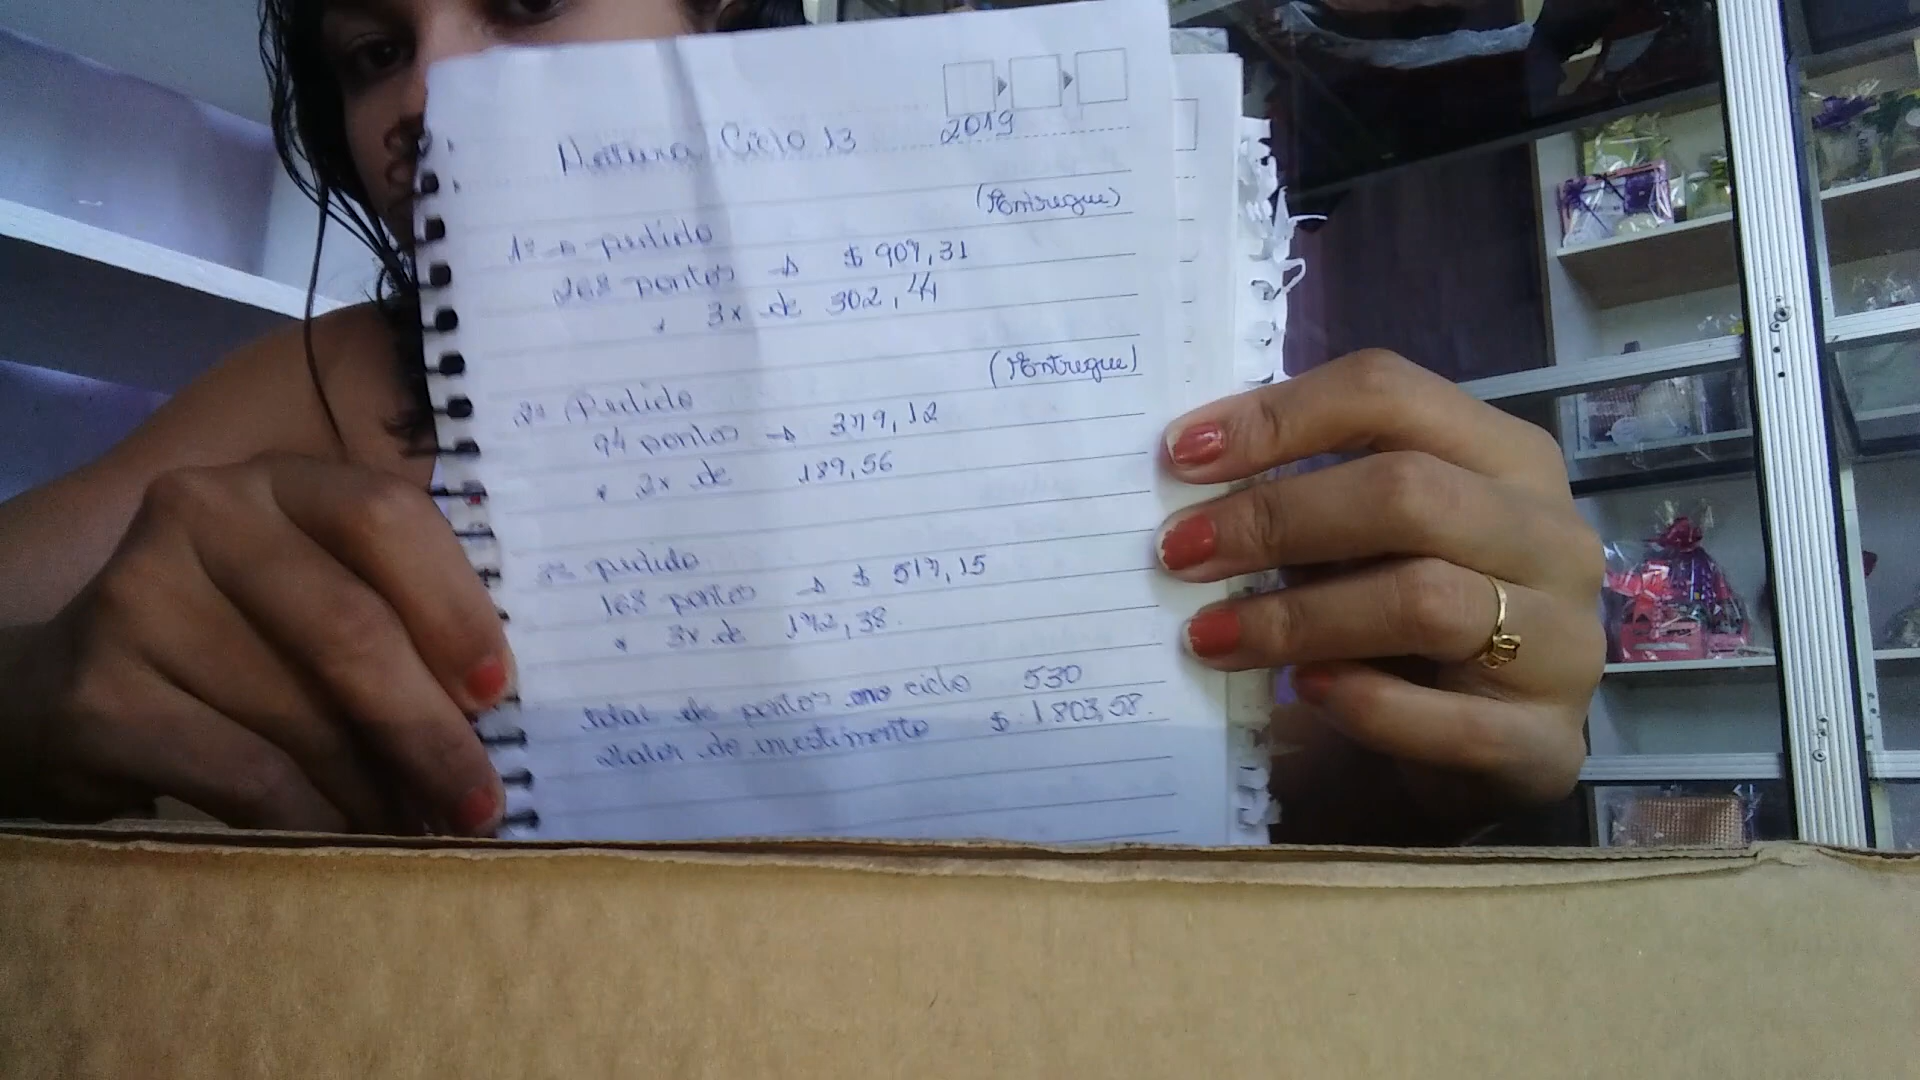 Natura Ciclo 13 2019
(Entregue)
1º pedido
268 pontos → $ 907,31
* 3x de 302,44
(Entregue)
2º Pedido
94 pontos → 379,12
* 2x de 189,56
3º pedido
168 pontos → $ 517,15
* 3x de 172,38.
total de pontos no ciclo 530
Valor do investimento $ 1803,58.